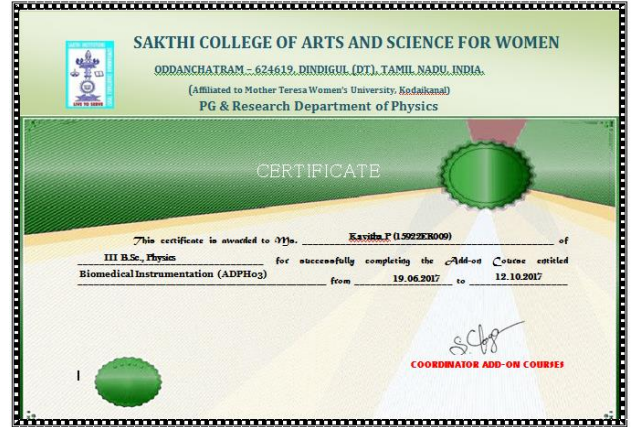 SAKTHI COLLEGE OF ARTS AND SCIENCE FOR WOMEN
ODDANCHATRAM – 624619, DINDIGUL (DT), TAMIL NADU, INDIA.
(Affiliated to Mother Teresa Women's University, Kodaikanal)
PG & Research Department of Physics
LIVE TO SERVE
CERTIFICATE
This certificate is awarded to Ms. Kavitha.P (15922ER009) of
III B.Sc., Physics for successfully completing the Add-on Course entitled
Biomedical Instrumentation (ADPH03) from 19.06.2017 to 12.10.2017
COORDINATOR ADD-ON COURSES